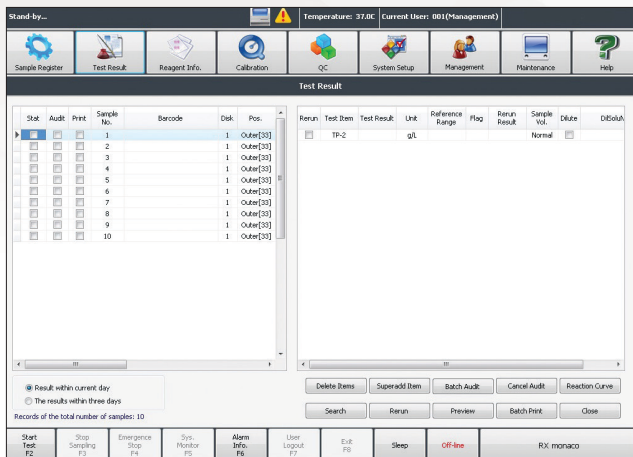 Stand-by... Temperature: 37.0C Current User: 001(Management)
Sample Register Test Result Reagent Info. Calibration QC System Setup Management Maintenance Help
Test Result
Stat Audit Print Sample No. Barcode Disk Pos.
1 1 Outer[33]
2 1 Outer[33]
3 1 Outer[33]
4 1 Outer[33]
5 1 Outer[33]
6 1 Outer[33]
7 1 Outer[33]
8 1 Outer[33]
9 1 Outer[33]
10 1 Outer[33]
Rerun Test Item Test Result Unit Reference Range Flag Rerun Result Sample Vol. Dilute DilSoluN
TP-2 g/L Normal
Result within current day
The results within three days
Records of the total number of samples: 10
Delete Items Superadd Item Batch Audit Cancel Audit Reaction Curve
Search Rerun Preview Batch Print Close
Start Test F2 Stop Sampling F3 Emergence Stop F4 Sys. Monitor F5 Alarm Info. F6 User Logout F7 Exit F8 Sleep Off-line RX monaco